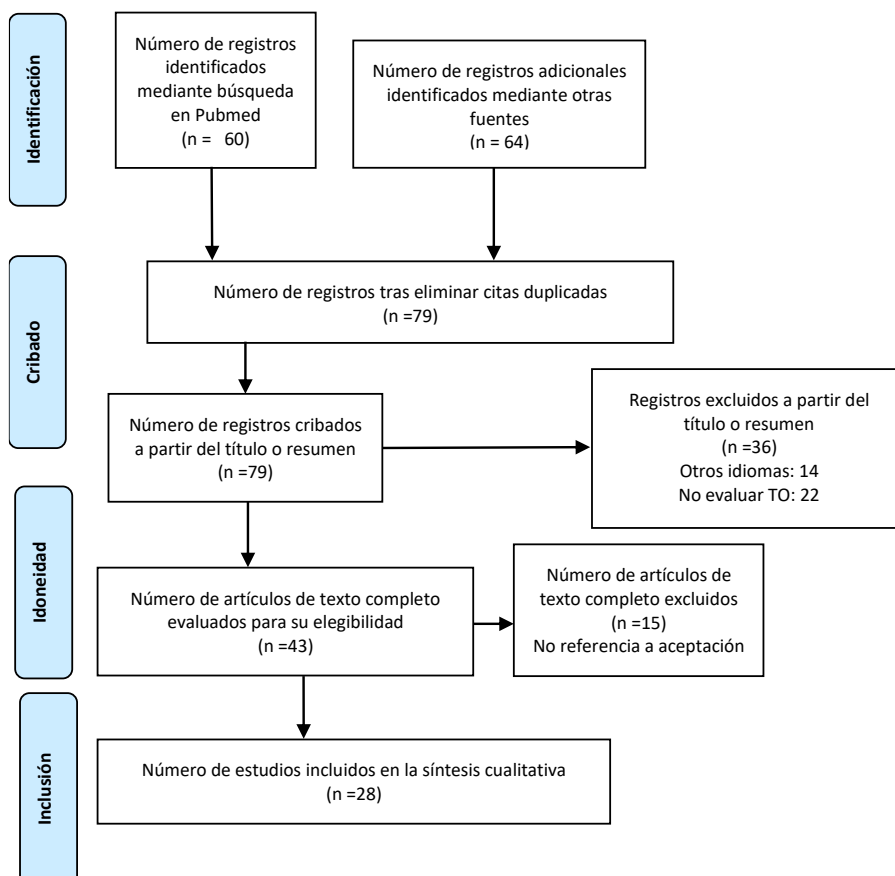 Identificación
Número de registros
identificados
mediante búsqueda
en Pubmed
(n = 60)
Número de registros adicionales
identificados mediante otras
fuentes
(n = 64)
Cribado
Número de registros tras eliminar citas duplicadas
(n =79)
Número de registros cribados
a partir del título o resumen
(n =79)
Registros excluidos a partir del
título o resumen
(n =36)
Otros idiomas: 14
No evaluar TO: 22
Idoneidad
Número de artículos de texto completo
evaluados para su elegibilidad
(n =43)
Número de artículos de
texto completo excluidos
(n =15)
No referencia a aceptación
Inclusión
Número de estudios incluidos en la síntesis cualitativa
(n =28)